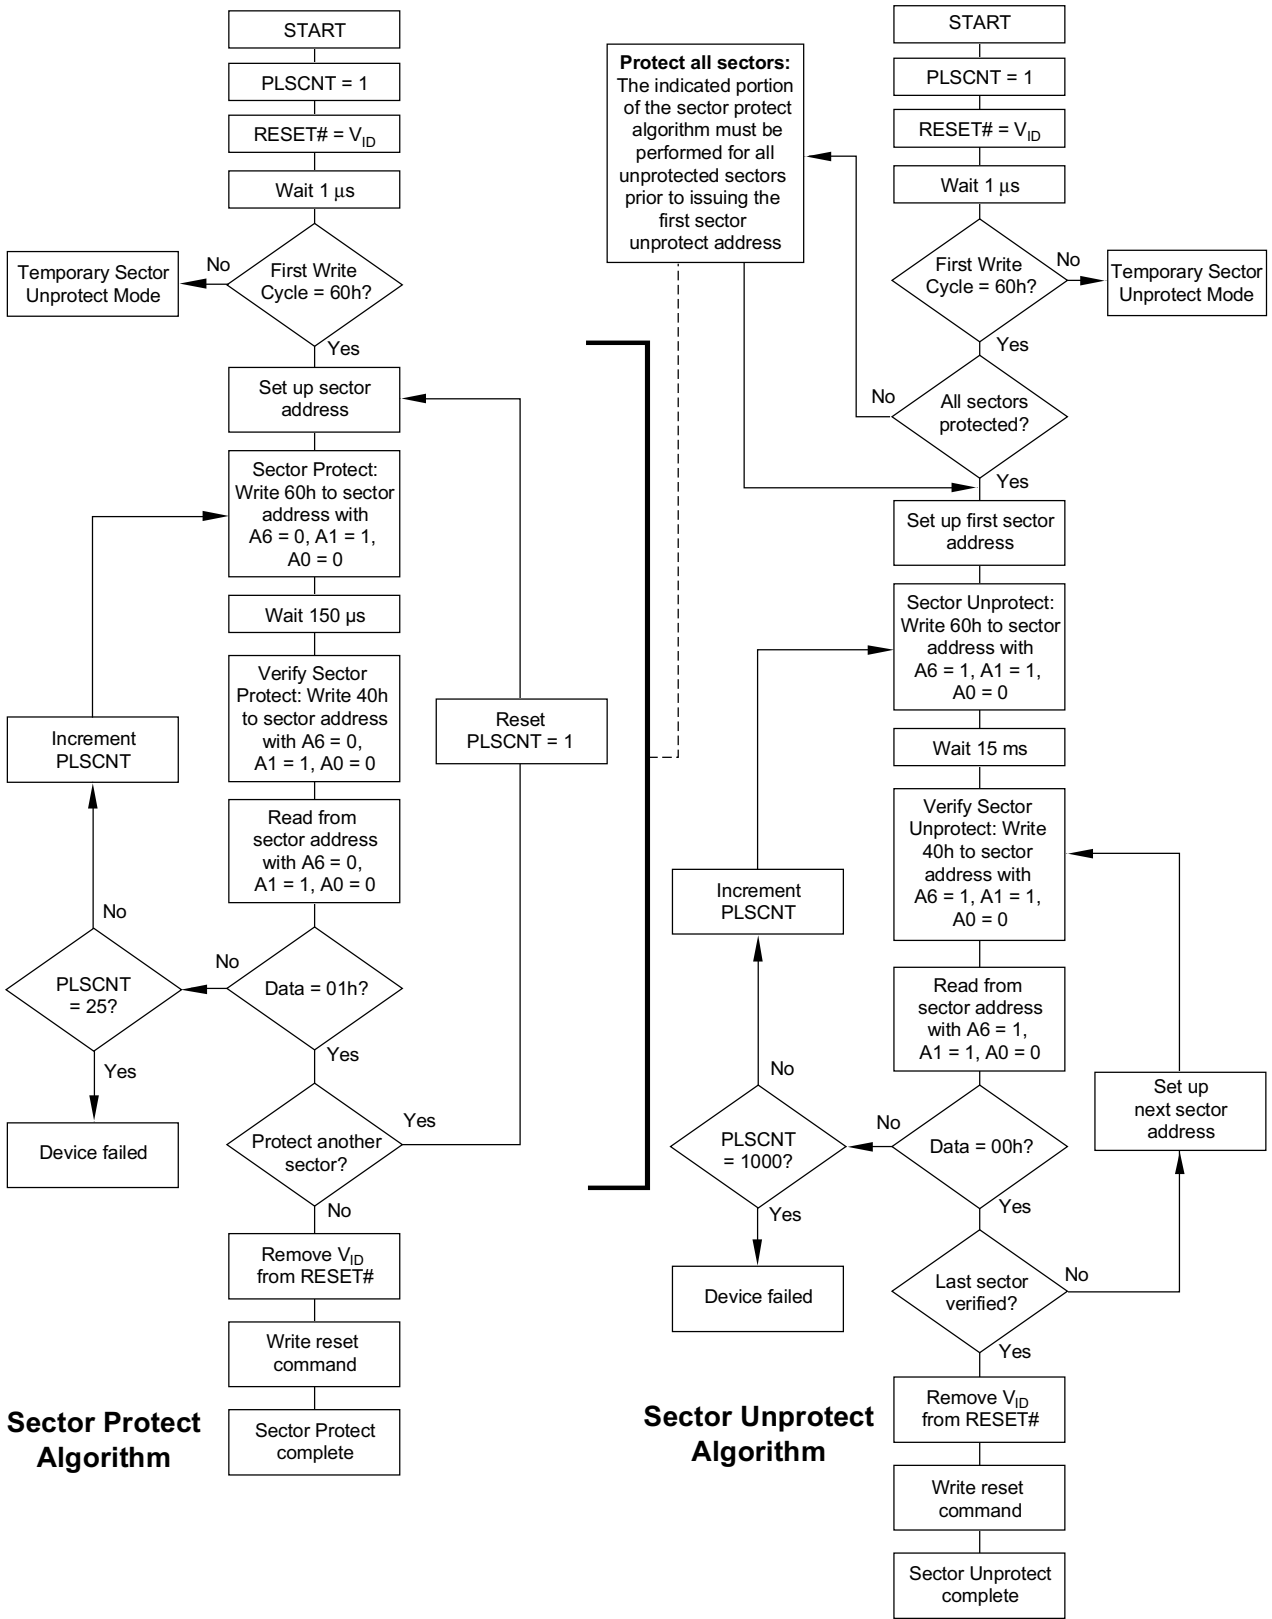 START
PLSCNT = 1
RESET# = VID
Wait 1 μs
First Write
Cycle = 60h?
No
Temporary Sector
Unprotect Mode
Yes
Set up sector
address
Sector Protect:
Write 60h to sector
address with
A6 = 0, A1 = 1,
A0 = 0
Wait 150 µs
Verify Sector
Protect: Write 40h
to sector address
with A6 = 0,
A1 = 1, A0 = 0
Increment
PLSCNT
Reset
PLSCNT = 1
Read from
sector address
with A6 = 0,
A1 = 1, A0 = 0
No
PLSCNT
= 25?
No
Data = 01h?
Yes
Yes
Device failed
Protect another
sector?
Yes
No
Remove VID
from RESET#
Write reset
command
Sector Protect
complete
Sector Protect
Algorithm
Protect all sectors:
The indicated portion
of the sector protect
algorithm must be
performed for all
unprotected sectors
prior to issuing the
first sector
unprotect address
START
PLSCNT = 1
RESET# = VID
Wait 1 μs
First Write
Cycle = 60h?
No
Temporary Sector
Unprotect Mode
Yes
No
All sectors
protected?
Yes
Set up first sector
address
Sector Unprotect:
Write 60h to sector
address with
A6 = 1, A1 = 1,
A0 = 0
Wait 15 ms
Verify Sector
Unprotect: Write
40h to sector
address with
A6 = 1, A1 = 1,
A0 = 0
Increment
PLSCNT
Read from
sector address
with A6 = 1,
A1 = 1, A0 = 0
No
Set up
next sector
address
PLSCNT
= 1000?
No
Data = 00h?
Yes
Yes
Device failed
Last sector
verified?
No
Yes
Remove VID
from RESET#
Write reset
command
Sector Unprotect
complete
Sector Unprotect
Algorithm